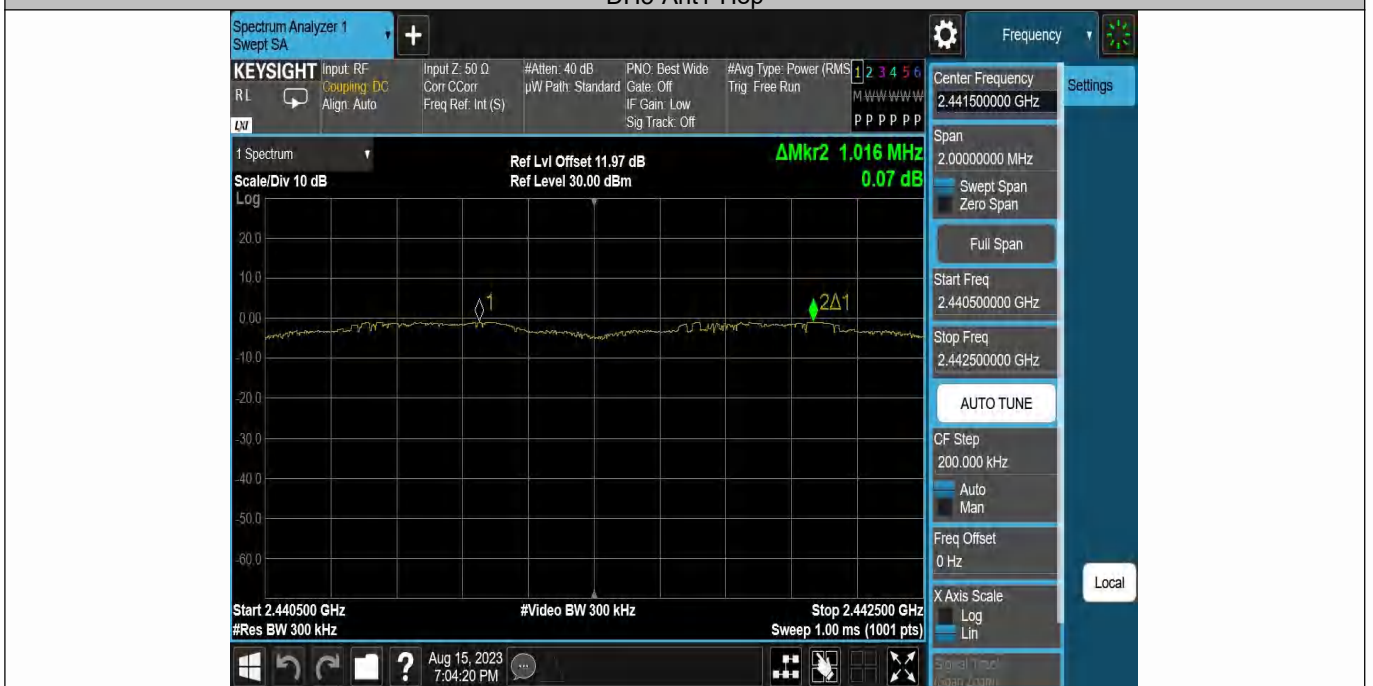 Spectrum Analyzer 1
Swept SA
+
Frequency
KEYSIGHT
RL
LXI
Input: RF
Coupling: DC
Align: Auto
Input Z: 50 Ω
Corr CCorr
Freq Ref: Int (S)
#Atten: 40 dB
µW Path: Standard
PNO: Best Wide
Gate: Off
IF Gain: Low
Sig Track: Off
#Avg Type: Power (RMS
Trig: Free Run
1 2 3 4 5 6
M W W W W W
P P P P P P
Center Frequency
2.441500000 GHz
Settings
1 Spectrum
Scale/Div 10 dB
Log
Ref Lvl Offset 11.97 dB
Ref Level 30.00 dBm
ΔMkr2 1.016 MHz
0.07 dB
20.0
10.0
0.00
-10.0
-20.0
-30.0
-40.0
-50.0
-60.0
1
2Δ1
Start 2.440500 GHz
#Res BW 300 kHz
#Video BW 300 kHz
Stop 2.442500 GHz
Sweep 1.00 ms (1001 pts)
Span
2.00000000 MHz
Swept Span
Zero Span
Full Span
Start Freq
2.440500000 GHz
Stop Freq
2.442500000 GHz
AUTO TUNE
CF Step
200.000 kHz
Auto
Man
Freq Offset
0 Hz
X Axis Scale
Log
Lin
Local
?
Aug 15, 2023
7:04:20 PM